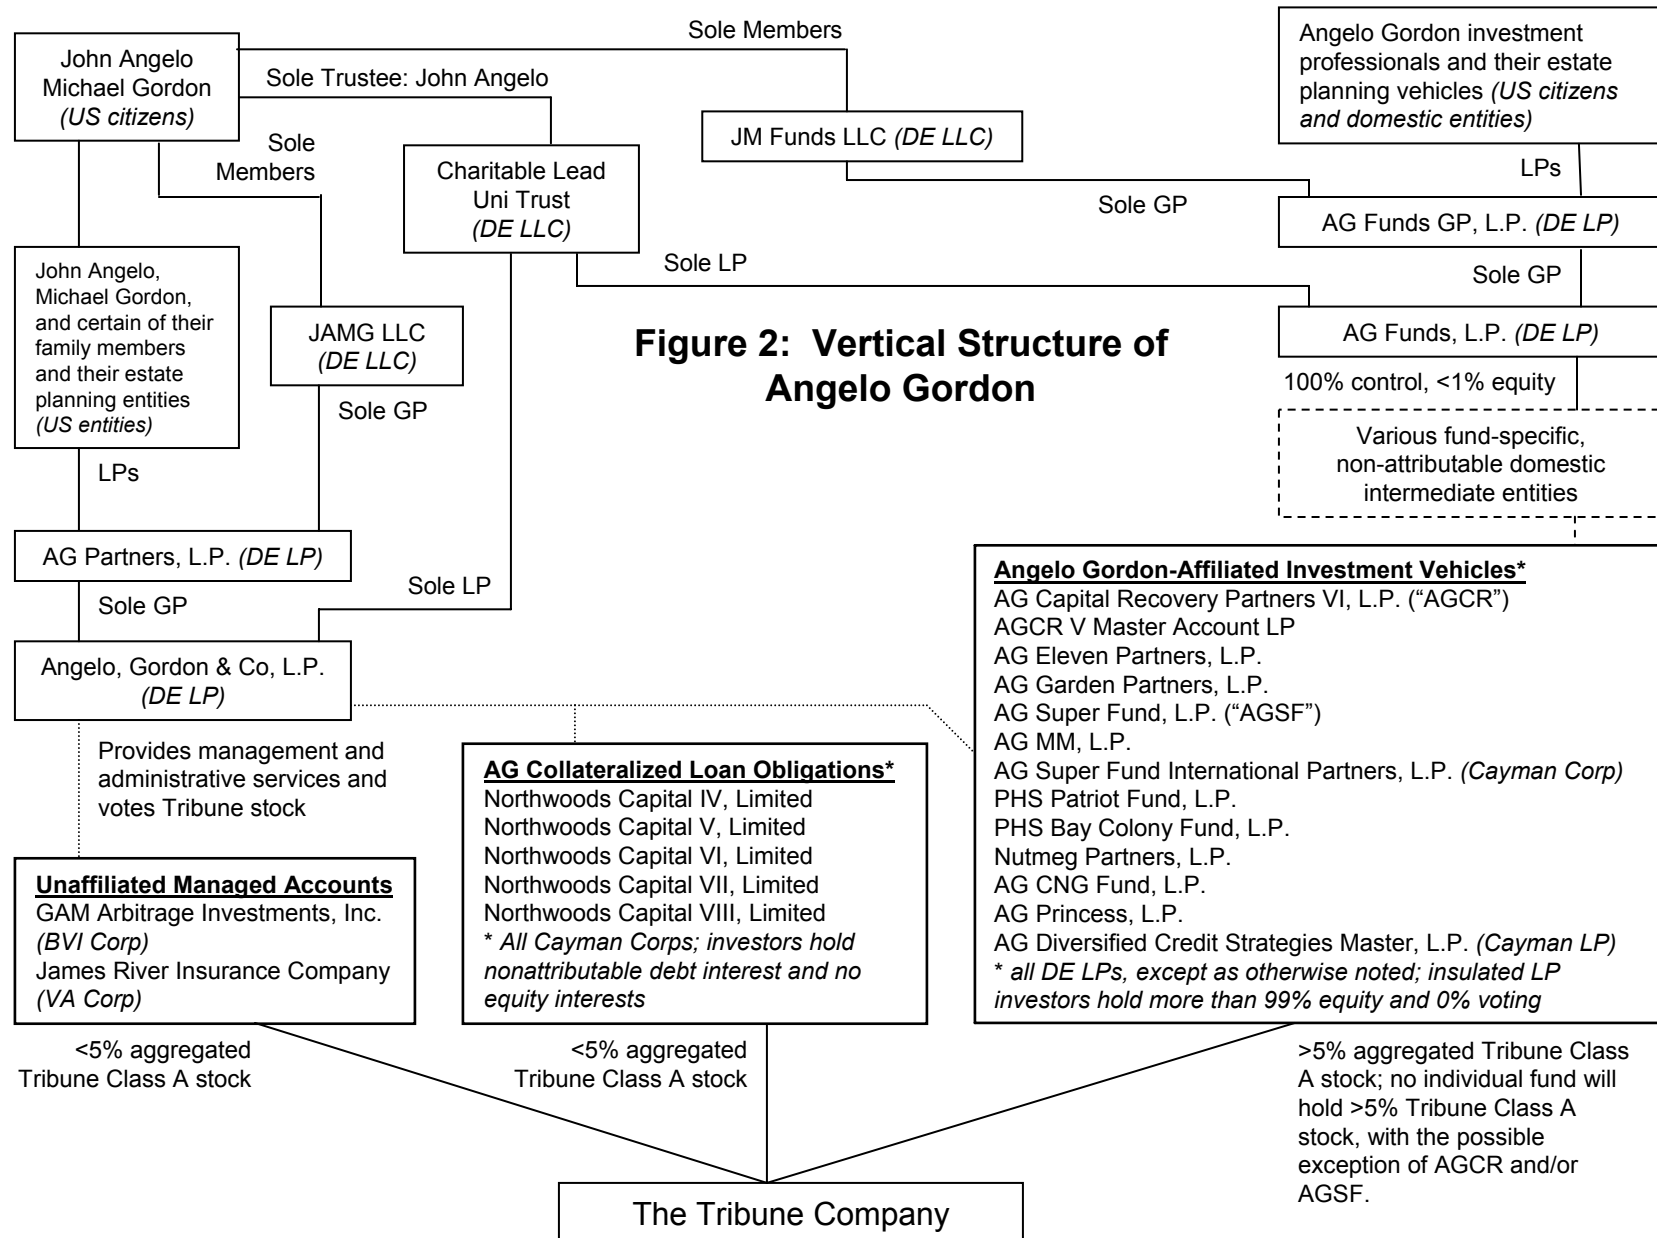 Sole Members
John Angelo
Michael Gordon
(US citizens)
Sole Trustee: John Angelo
Angelo Gordon investment
professionals and their estate
planning vehicles (US citizens
and domestic entities)
JM Funds LLC (DE LLC)
Sole
Members
Charitable Lead
Uni Trust
(DE LLC)
LPs
Sole GP
AG Funds GP, L.P. (DE LP)
Sole LP
Sole GP
John Angelo,
Michael Gordon,
and certain of their
family members
and their estate
planning entities
(US entities)
JAMG LLC
(DE LLC)
Figure 2: Vertical Structure of
Angelo Gordon
AG Funds, L.P. (DE LP)
100% control, <1% equity
Sole GP
Various fund-specific,
non-attributable domestic
intermediate entities
LPs
AG Partners, L.P. (DE LP)
Sole LP
Sole GP
Angelo, Gordon & Co, L.P.
(DE LP)
Provides management and
administrative services and
votes Tribune stock
Angelo Gordon-Affiliated Investment Vehicles*
AG Capital Recovery Partners VI, L.P. (“AGCR”)
AGCR V Master Account LP
AG Eleven Partners, L.P.
AG Garden Partners, L.P.
AG Super Fund, L.P. (“AGSF”)
AG MM, L.P.
AG Super Fund International Partners, L.P. (Cayman Corp)
PHS Patriot Fund, L.P.
PHS Bay Colony Fund, L.P.
Nutmeg Partners, L.P.
AG CNG Fund, L.P.
AG Princess, L.P.
AG Diversified Credit Strategies Master, L.P. (Cayman LP)
* all DE LPs, except as otherwise noted; insulated LP
investors hold more than 99% equity and 0% voting
AG Collateralized Loan Obligations*
Northwoods Capital IV, Limited
Northwoods Capital V, Limited
Northwoods Capital VI, Limited
Northwoods Capital VII, Limited
Northwoods Capital VIII, Limited
* All Cayman Corps; investors hold
nonattributable debt interest and no
equity interests
Unaffiliated Managed Accounts
GAM Arbitrage Investments, Inc.
(BVI Corp)
James River Insurance Company
(VA Corp)
<5% aggregated
Tribune Class A stock
<5% aggregated
Tribune Class A stock
>5% aggregated Tribune Class
A stock; no individual fund will
hold >5% Tribune Class A
stock, with the possible
exception of AGCR and/or
AGSF.
The Tribune Company